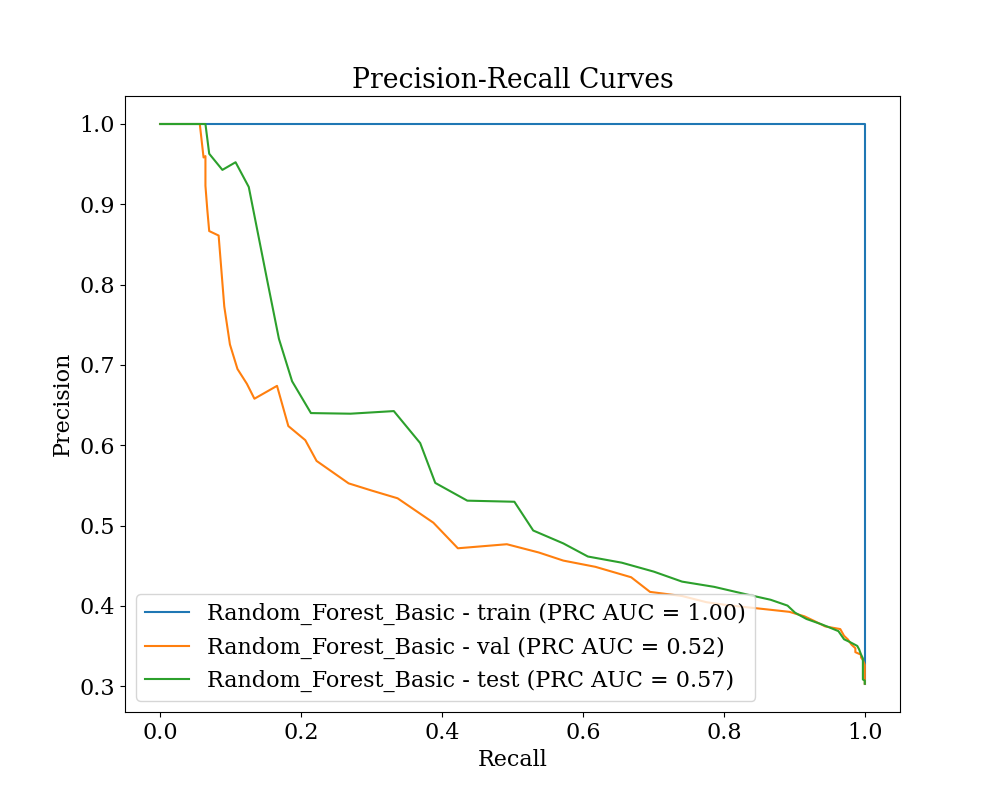 Precision-Recall Curves
1.0
0.9
0.8
0.7
0.6
0.5
0.4
0.3
Precision
Random_Forest_Basic - train (PRC AUC = 1.00)
Random_Forest_Basic - val (PRC AUC = 0.52)
Random_Forest_Basic - test (PRC AUC = 0.57)
0.0 0.2 0.4 0.6 0.8 1.0
Recall